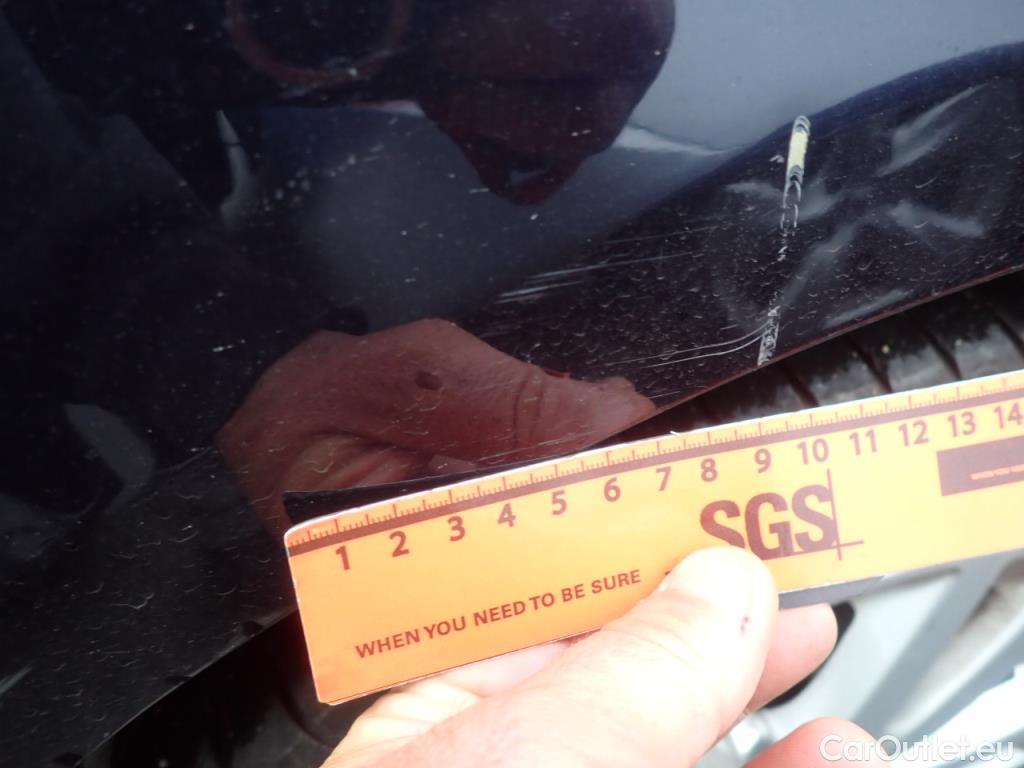 1 2 3 4 5 6 7 8 9 10 11 12 13 14
SGS
WHEN YOU NEED TO BE SURE
CarOutlet.eu